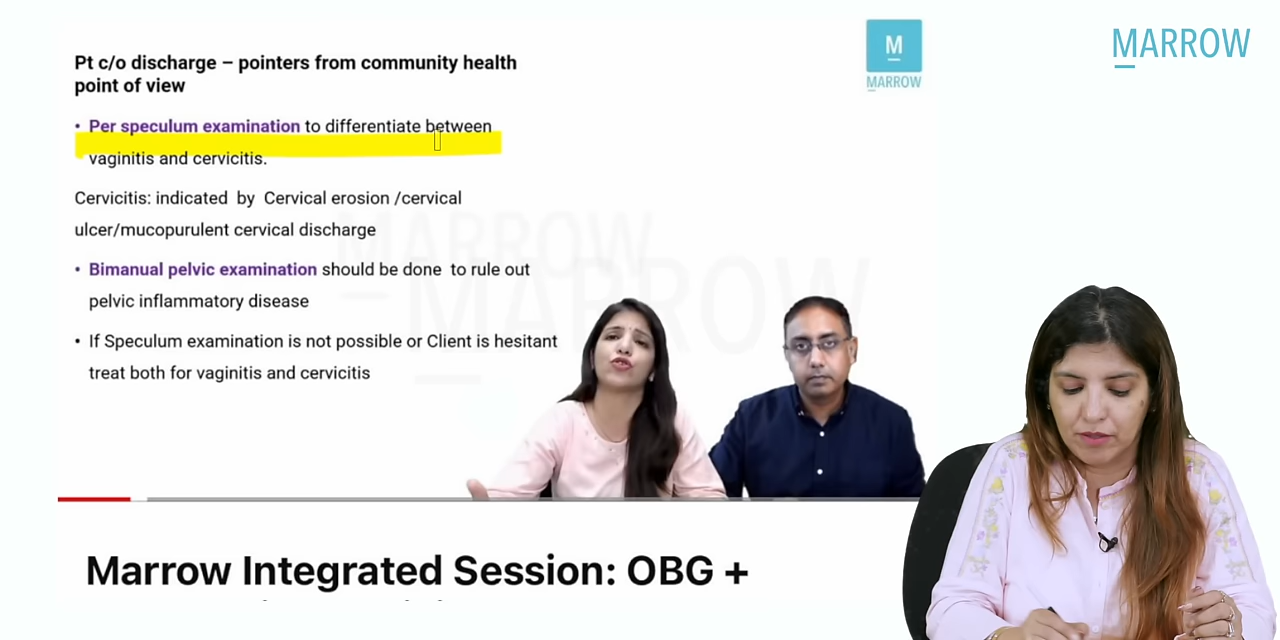 MARROW
M
MARROW
Pt c/o discharge – pointers from community health
point of view
• Per speculum examination to differentiate between
vaginitis and cervicitis.
Cervicitis: indicated by Cervical erosion /cervical
ulcer/mucopurulent cervical discharge
• Bimanual pelvic examination should be done to rule out
pelvic inflammatory disease
• If Speculum examination is not possible or Client is hesitant
treat both for vaginitis and cervicitis
MARROW
MARROW
Marrow Integrated Session: OBG +